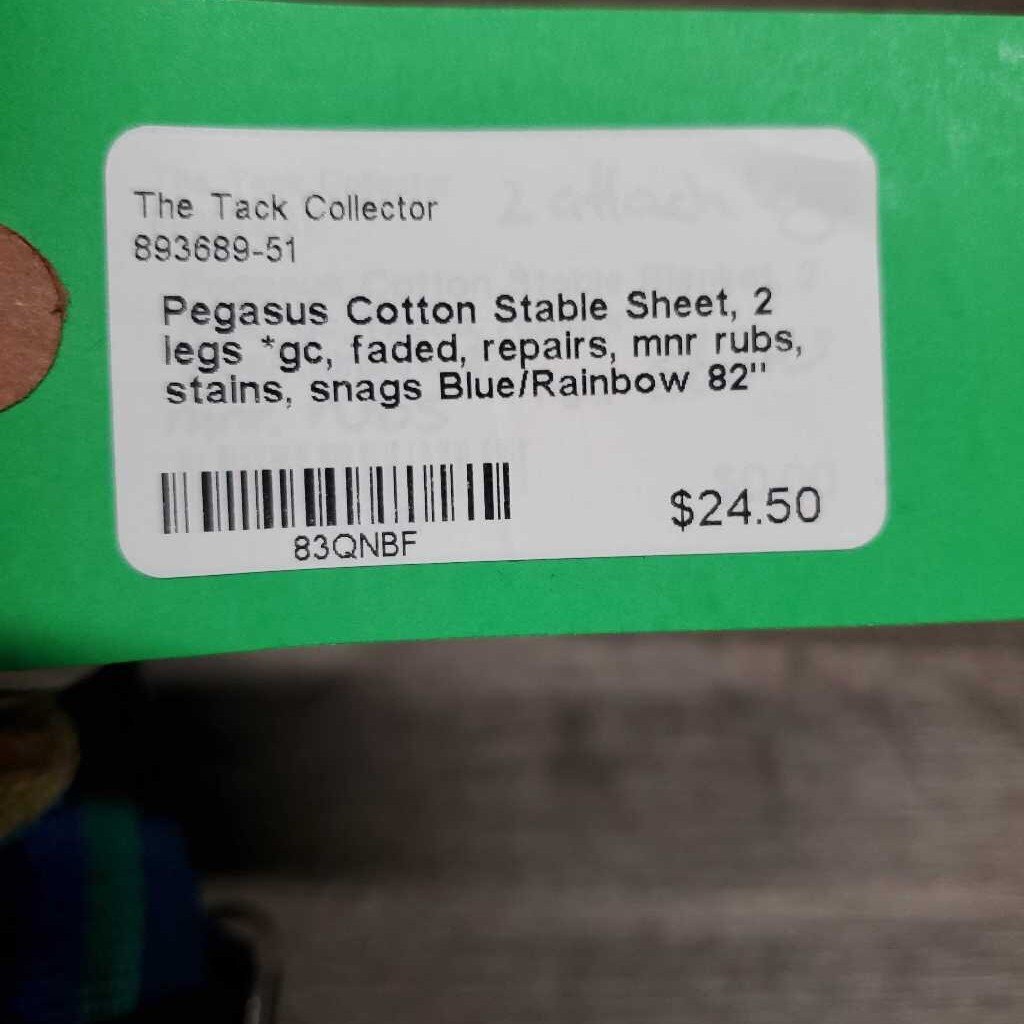 The Tack Collector
893689-51
Pegasus Cotton Stable Sheet, 2
legs *gc, faded, repairs, mnr rubs,
stains, snags Blue/Rainbow 82"
83QNBF
$24.50